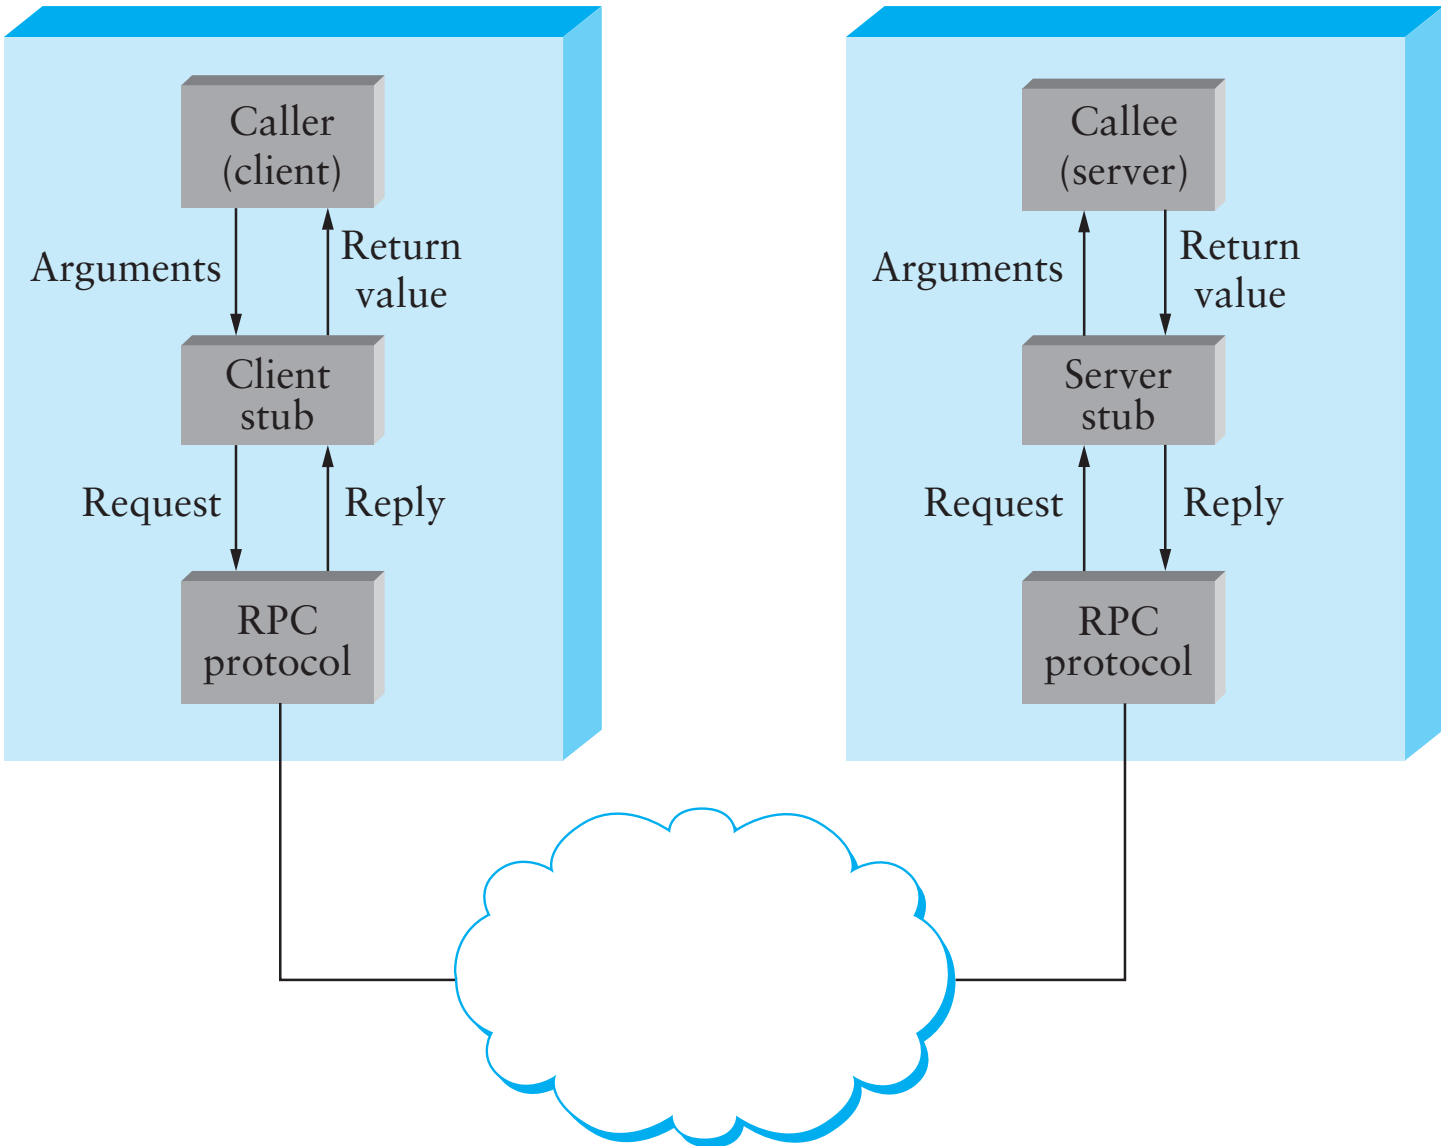 Caller
(client)
Arguments
Return
value
Client
stub
Request
Reply
RPC
protocol
Callee
(server)
Arguments
Return
value
Server
stub
Request
Reply
RPC
protocol